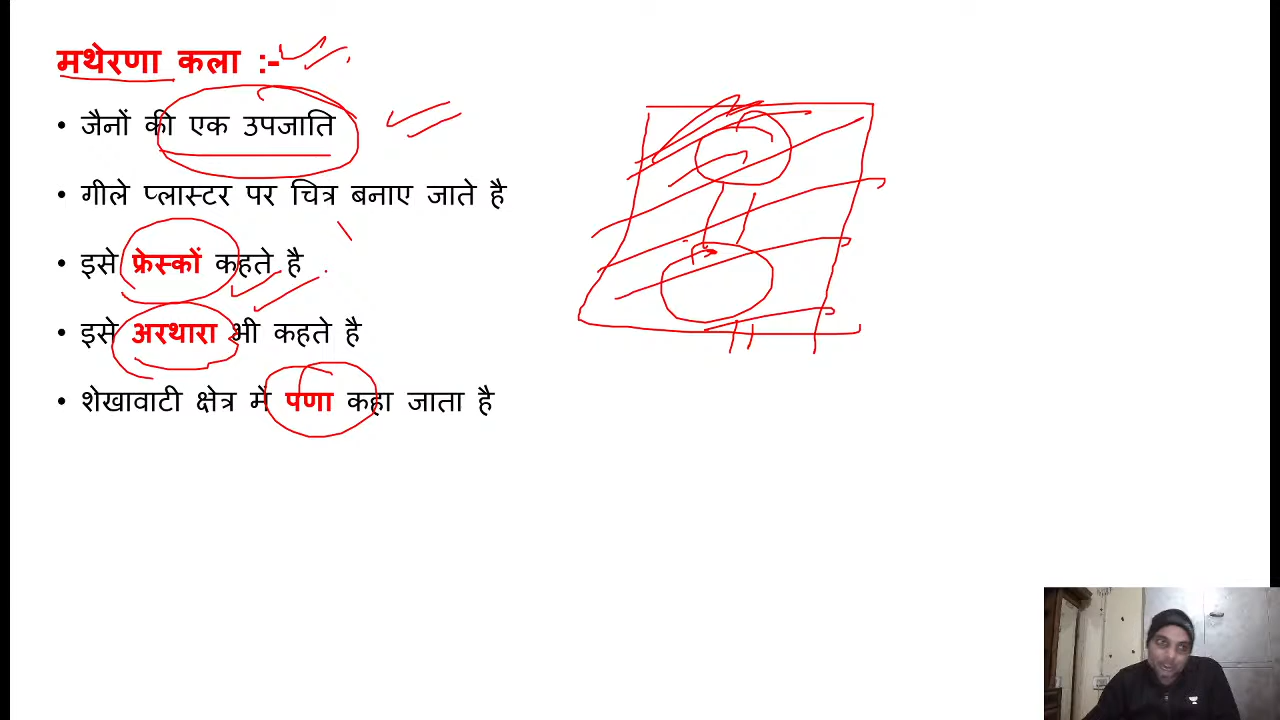 मथेरणा कला :-
• जैनों की एक उपजाति
• गीले प्लास्टर पर चित्र बनाए जाते है
• इसे फ्रेस्कों कहते है
• इसे अरथारा भी कहते है
• शेखावाटी क्षेत्र में पणा कहा जाता है